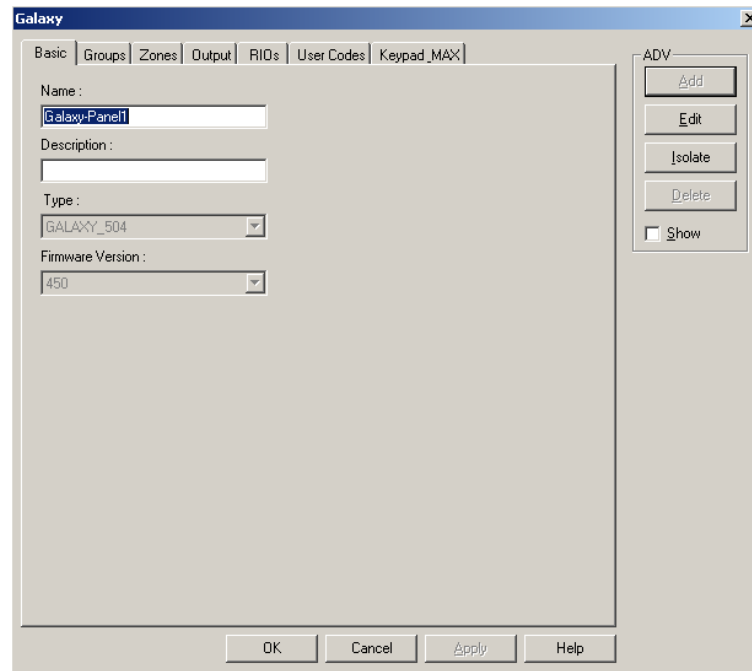 Galaxy
Basic Groups Zones Output RIOs User Codes Keypad_MAX
Name :
Galaxy-Panel1
Description :
Type :
GALAXY_504
Firmware Version :
450
ADV
Add
Edit
Isolate
Delete
Show
OK Cancel Apply Help